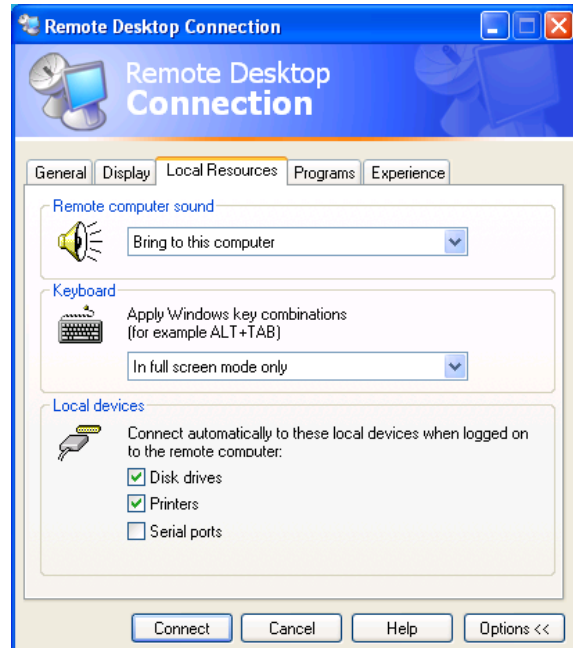 Remote Desktop Connection
Remote Desktop
Connection
General Display Local Resources Programs Experience
Remote computer sound
Bring to this computer
Keyboard
Apply Windows key combinations
(for example ALT+TAB)
In full screen mode only
Local devices
Connect automatically to these local devices when logged on
to the remote computer:
Disk drives
Printers
Serial ports
Connect Cancel Help Options <<